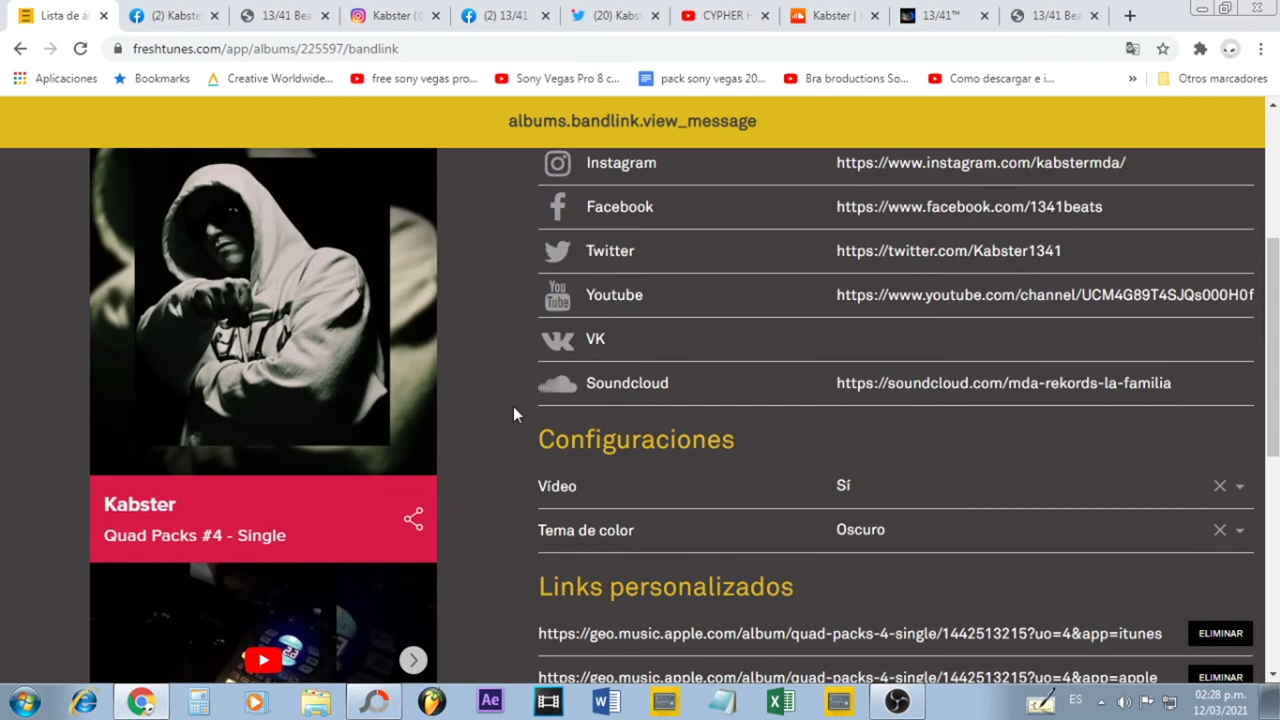 Lista de ál
(2) Kabste
13/41 Bea
Kabster (@
(2) 13/41
(20) Kabs
CYPHER H
Kabster |
13/41™
13/41 Bea
freshtunes.com/app/albums/225597/bandlink
Aplicaciones
Bookmarks
Creative Worldwide...
free sony vegas pro...
Sony Vegas Pro 8 c...
pack sony vegas 20...
Bra broductions So...
Como descargar e i...
»
Otros marcadores
albums.bandlink.view_message
Instagram https://www.instagram.com/kabstermda/
Facebook https://www.facebook.com/1341beats
Twitter https://twitter.com/Kabster1341
You Tube
Youtube https://www.youtube.com/channel/UCM4G89T4SJQs000H0f
VK
Soundcloud https://soundcloud.com/mda-rekords-la-familia
Configuraciones
Vídeo Sí
Tema de color Oscuro
Links personalizados
https://geo.music.apple.com/album/quad-packs-4-single/1442513215?uo=4&app=itunes ELIMINAR
https://geo.music.apple.com/album/quad-packs-4-single/1442513215?uo=4&app=apple ELIMINAR
Kabster
Quad Packs #4 - Single
Ae
ES
02:28 p.m.
12/03/2021